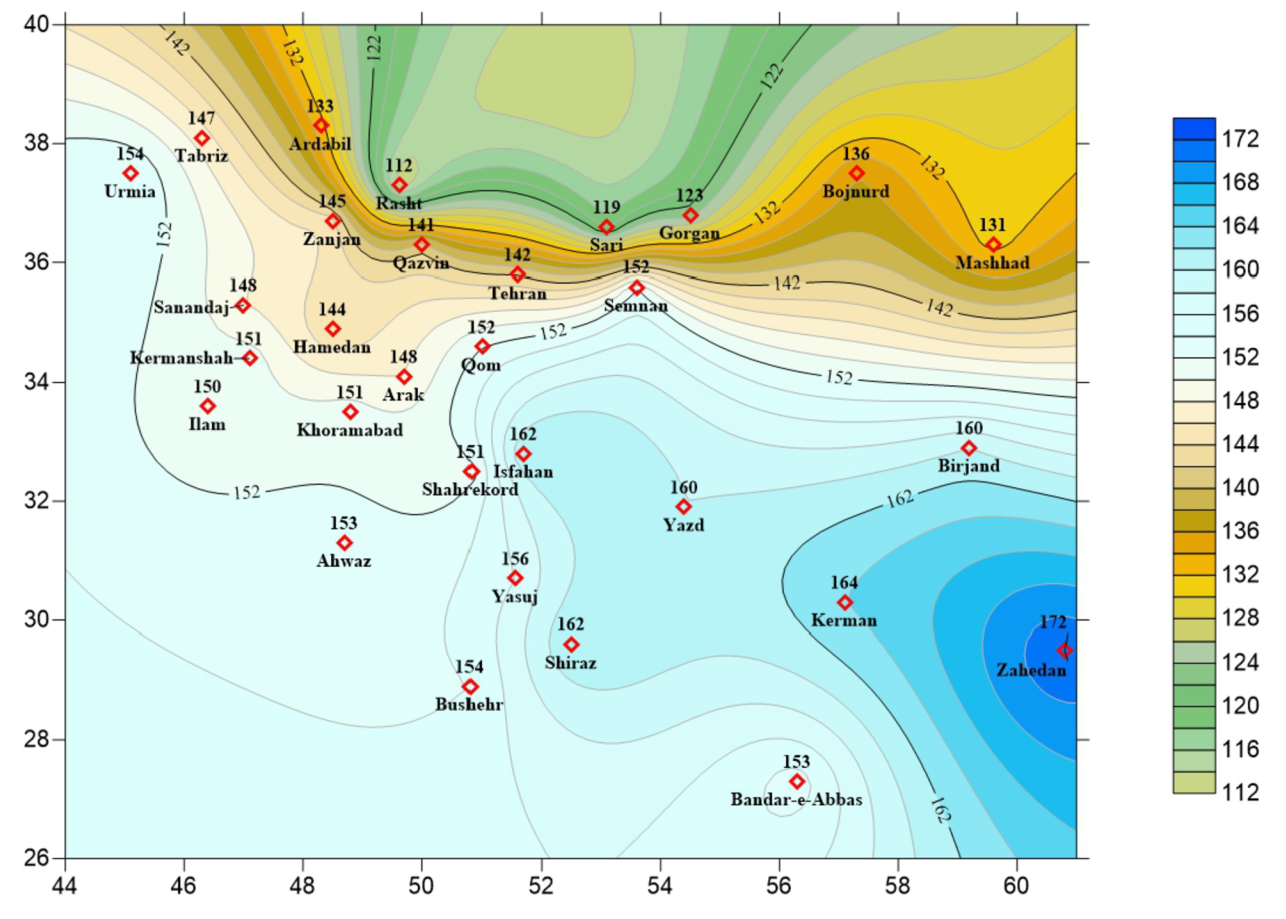 40
38
36
34
32
30
28
26
44
46
48
50
52
54
56
58
60
142
132
122
122
133
Ardabil
147
Tabriz
154
Urmia
112
Rasht
136
Bojnurd
132
132
145
Zanjan
119
Sari
123
Gorgan
141
Qazvin
131
Mashhad
152
142
Tehran
152
Semnan
142
142
148
Sanandaj
144
Hamedan
151
Kermanshah
152
Qom
152
152
148
Arak
150
Ilam
151
Khoramabad
162
Isfahan
151
Shahrekord
160
Birjand
152
160
Yazd
162
153
Ahwaz
156
Yasuj
164
Kerman
162
Shiraz
172
Zahedan
154
Bushehr
153
Bandar-e-Abbas
162
172
168
164
160
156
152
148
144
140
136
132
128
124
120
116
112